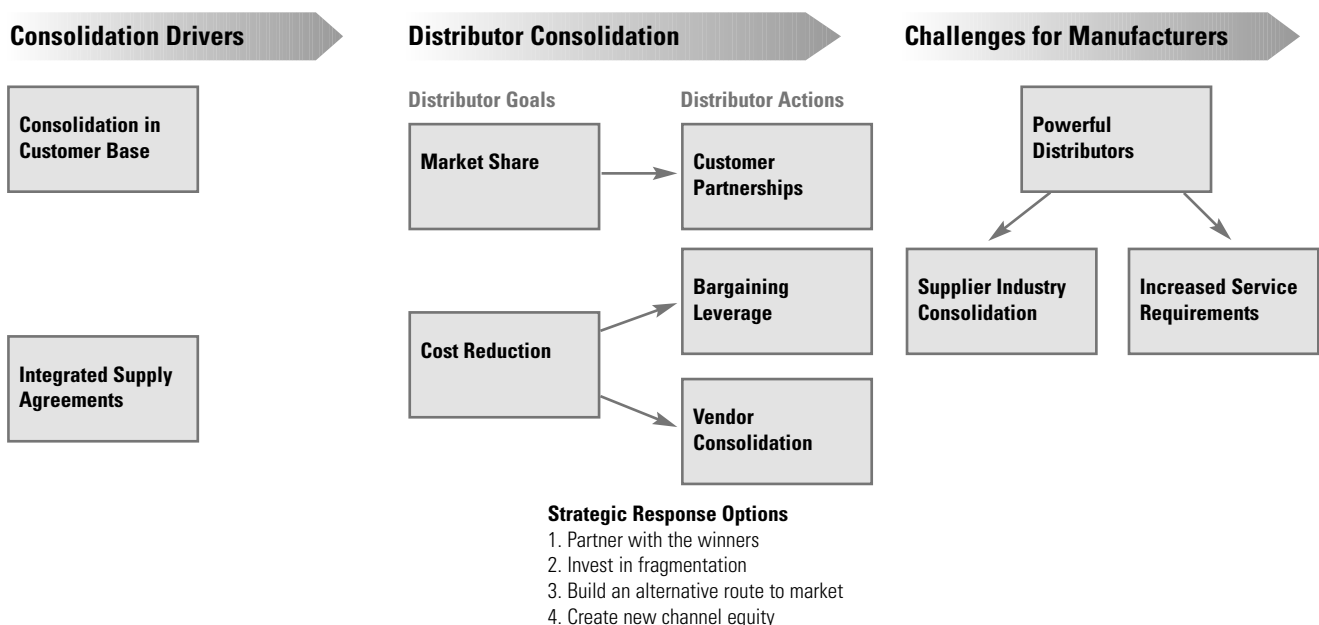 Consolidation Drivers
Distributor Consolidation
Challenges for Manufacturers
Consolidation in
Customer Base
Integrated Supply
Agreements
Distributor Goals
Distributor Actions
Market Share
Customer
Partnerships
Cost Reduction
Bargaining
Leverage
Vendor
Consolidation
Powerful
Distributors
Supplier Industry
Consolidation
Increased Service
Requirements
Strategic Response Options
1. Partner with the winners
2. Invest in fragmentation
3. Build an alternative route to market
4. Create new channel equity